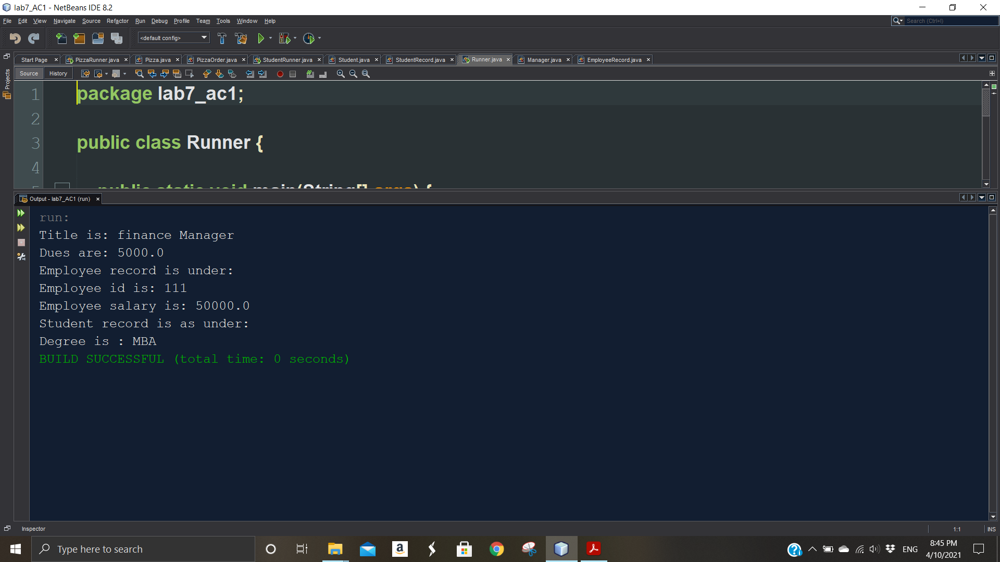 lab7_AC1 - NetBeans IDE 8.2
File Edit View Navigate Source Refactor Run Debug Profile Team Tools Window Help
Search (Ctrl+I)
<default config>
Start Page PizzaRunner.java Pizza.java PizzaOrder.java StudentRunner.java Student.java StudentRecord.java Runner.java Manager.java EmployeeRecord.java
Projects
Source History
1 package lab7_ac1;
2
3 public class Runner {
4
5 public static void main(String[] args) {
Output - lab7_AC1 (run)
run:
Title is: finance Manager
Dues are: 5000.0
Employee record is under:
Employee id is: 111
Employee salary is: 50000.0
Student record is as under:
Degree is : MBA
BUILD SUCCESSFUL (total time: 0 seconds)
Inspector
1:1 INS
Type here to search
ENG
8:45 PM
4/10/2021